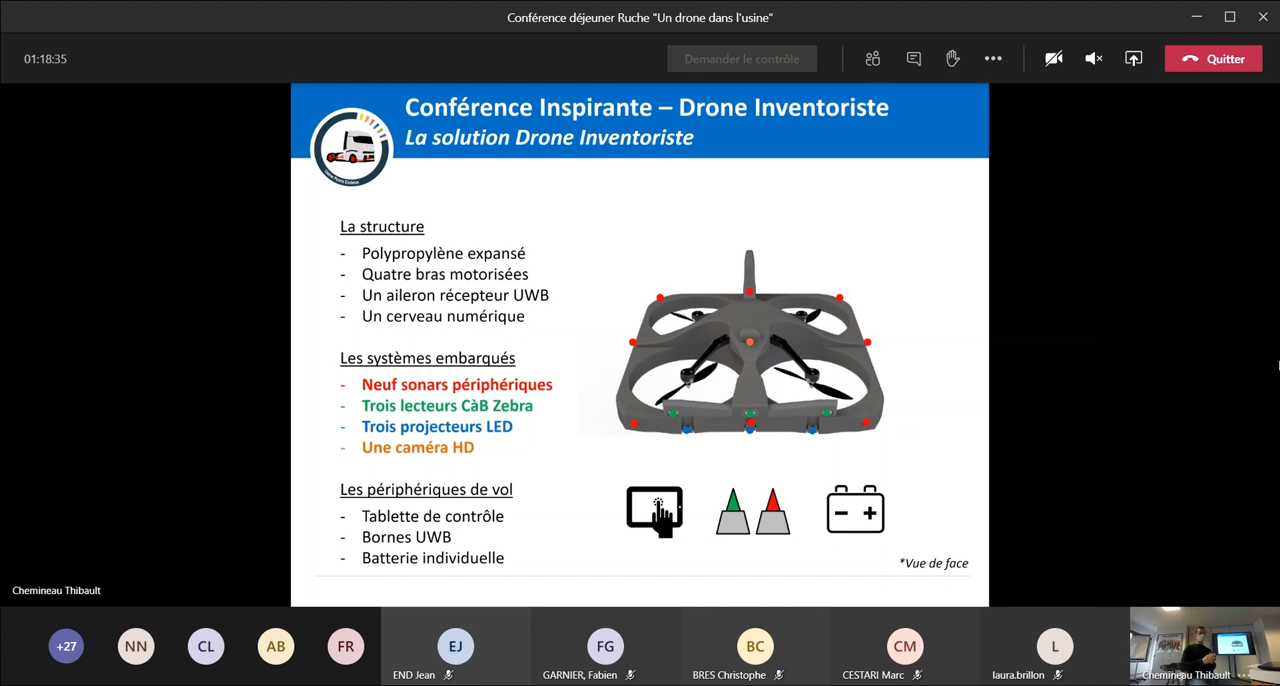 Conférence déjeuner Ruche "Un drone dans l'usine"
01:18:35
Demander le contrôle
Quitter
Conférence Inspirante – Drone Inventoriste
La solution Drone Inventoriste
La structure
- Polypropylène expansé
- Quatre bras motorisées
- Un aileron récepteur UWB
- Un cerveau numérique
Les systèmes embarqués
- Neuf sonars périphériques
- Trois lecteurs CàB Zebra
- Trois projecteurs LED
- Une caméra HD
Les périphériques de vol
- Tablette de contrôle
- Bornes UWB
- Batterie individuelle
*Vue de face
Chemineau Thibault
+27
NN
CL
AB
FR
EJ
END Jean
FG
GARNIER, Fabien
BC
BRES Christophe
CM
CESTARI Marc
L
laura.brillon
Chemineau Thibault